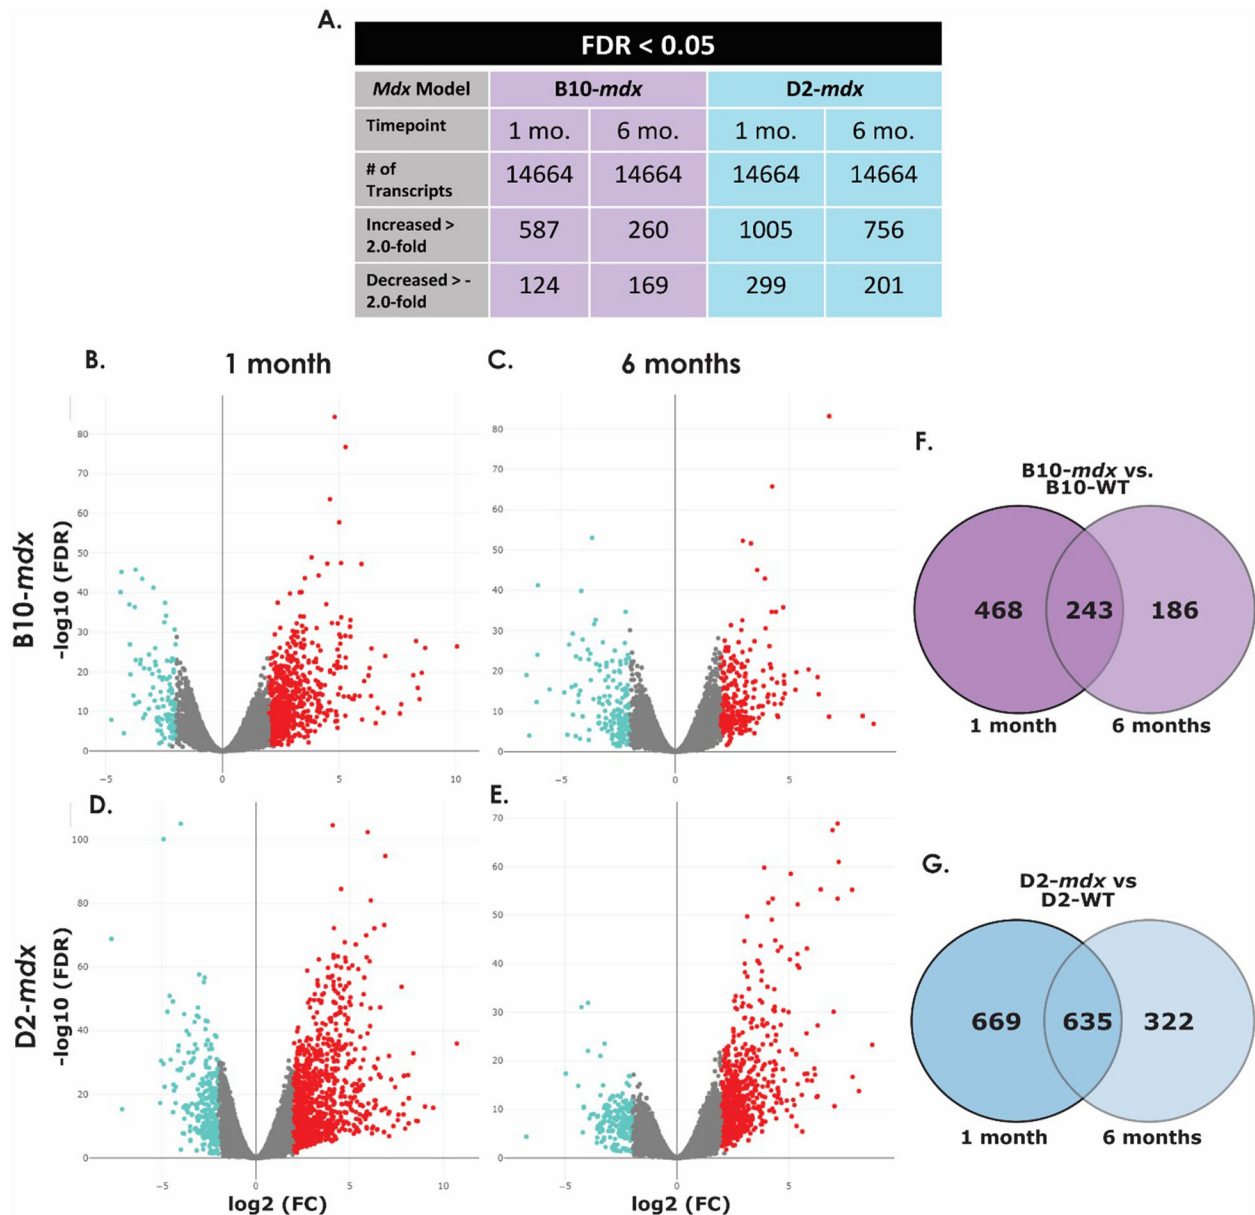 A.
FDR < 0.05
Mdx Model B10-mdx D2-mdx
Timepoint 1 mo. 6 mo. 1 mo. 6 mo.
# of
Transcripts 14664 14664 14664 14664
Increased >
2.0-fold 587 260 1005 756
Decreased > -
2.0-fold 124 169 299 201
B. 1 month
C. 6 months
B10-mdx
-log10 (FDR)
80
70
60
50
40
30
20
10
0
-5 0 5 10
80
70
60
50
40
30
20
10
0
-5 0 5
F.
B10-mdx vs.
B10-WT
468 243 186
1 month 6 months
D.
D2-mdx
-log10 (FDR)
100
80
60
40
20
0
-5 0 5 10
log2 (FC)
E.
70
60
50
40
30
20
10
0
-5 0 5
log2 (FC)
G.
D2-mdx vs
D2-WT
669 635 322
1 month 6 months